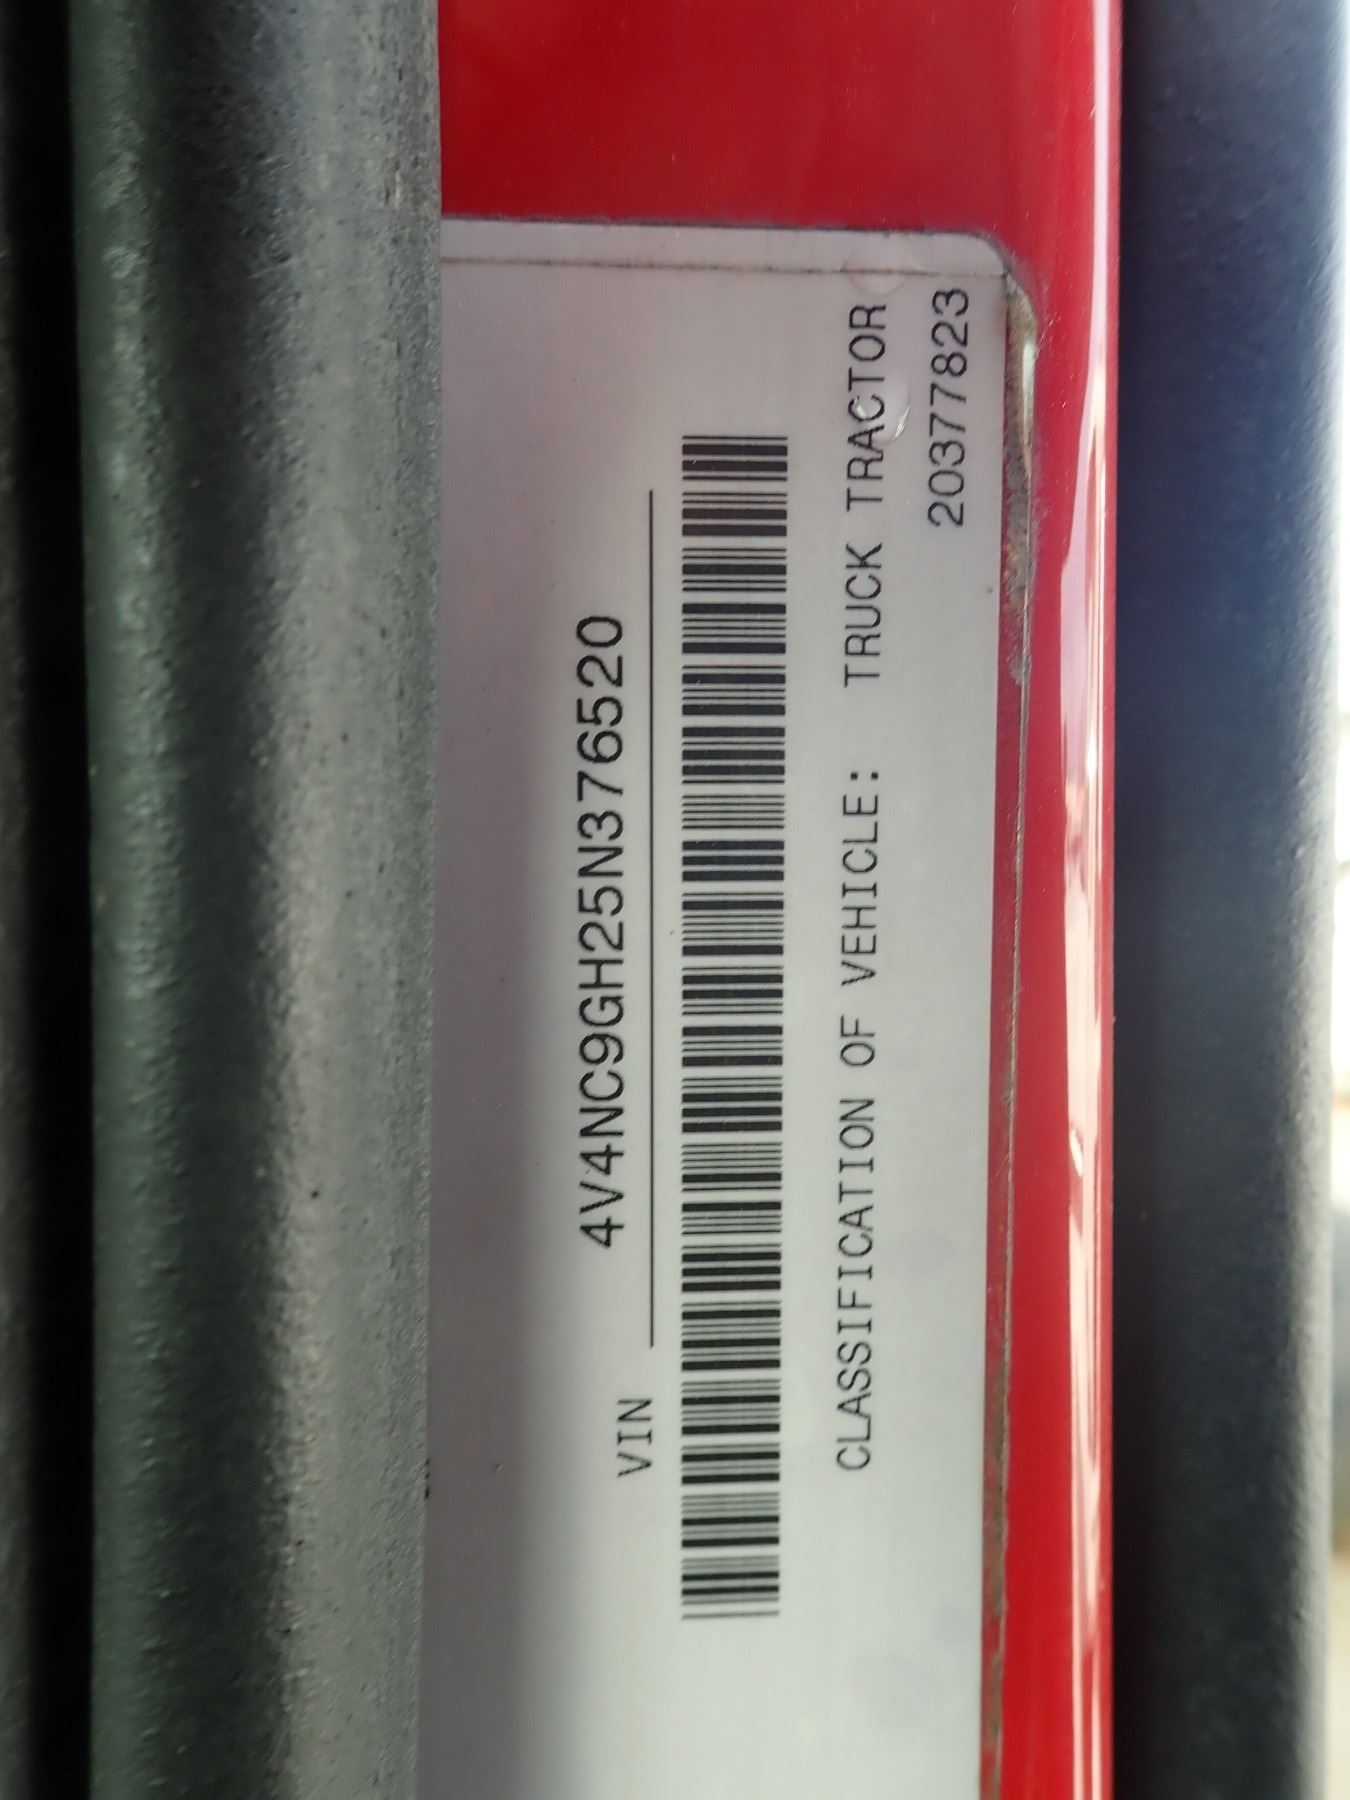 4V4NC9GH25N376520
VIN
CLASSIFICATION OF VEHICLE: TRUCK TRACTOR
20377823